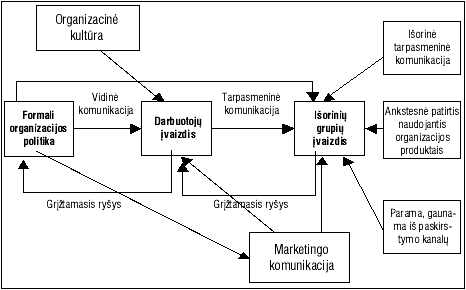 Organizacinė
kultūra
Išorinė
tarpasmeninė
komunikacija
Vidinė
komunikacija
Tarpasmeninė
komunikacija
Formali
organizacijos
politika
Darbuotojų
įvaizdis
Išorinių
grupių
įvaizdis
Ankstesnė patirtis
naudojantis
organizacijos
produktais
Grįžtamasis ryšys
Grįžtamasis ryšys
Parama, gauna-
ma iš paskirs-
tymo kanalų
Marketingo
komunikacija